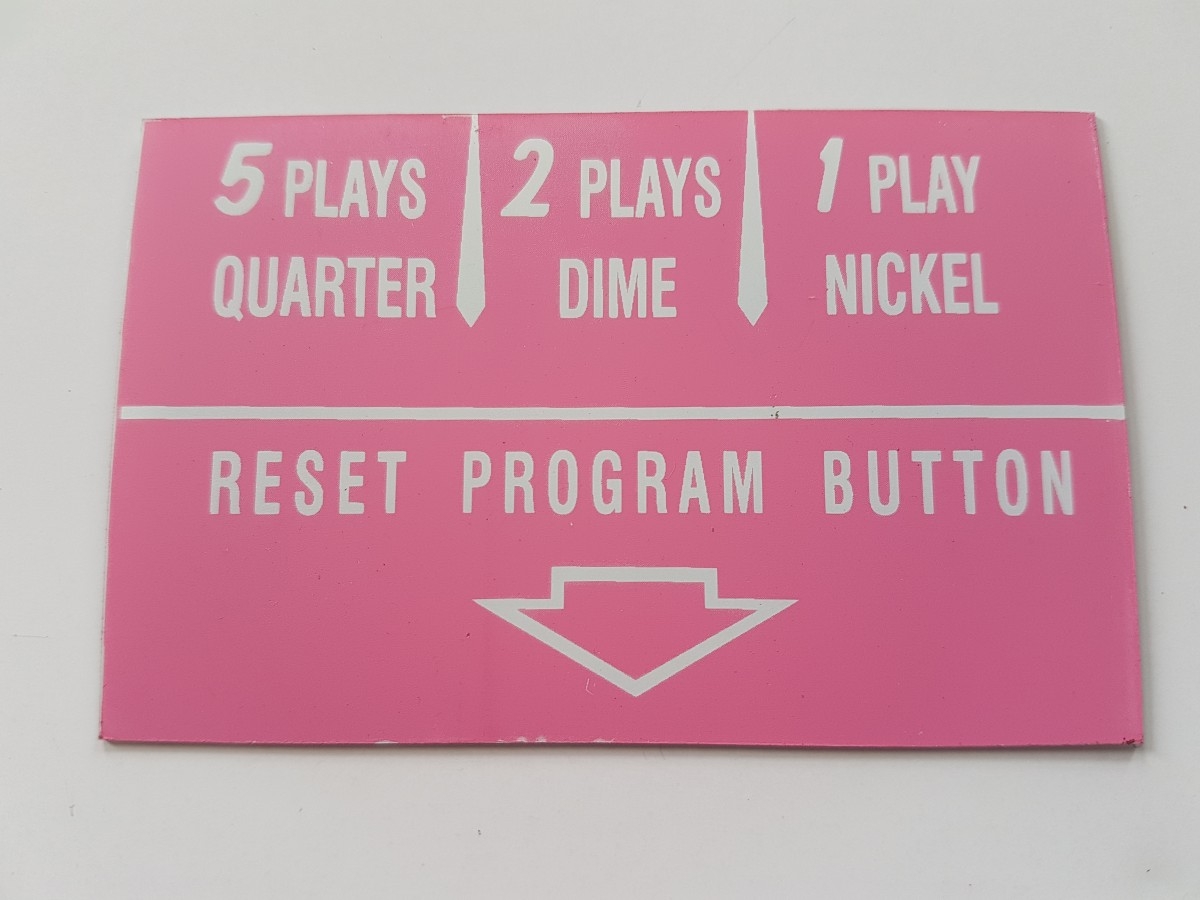 5 PLAYS 2 PLAYS 1 PLAY
QUARTER DIME NICKEL
RESET PROGRAM BUTTON